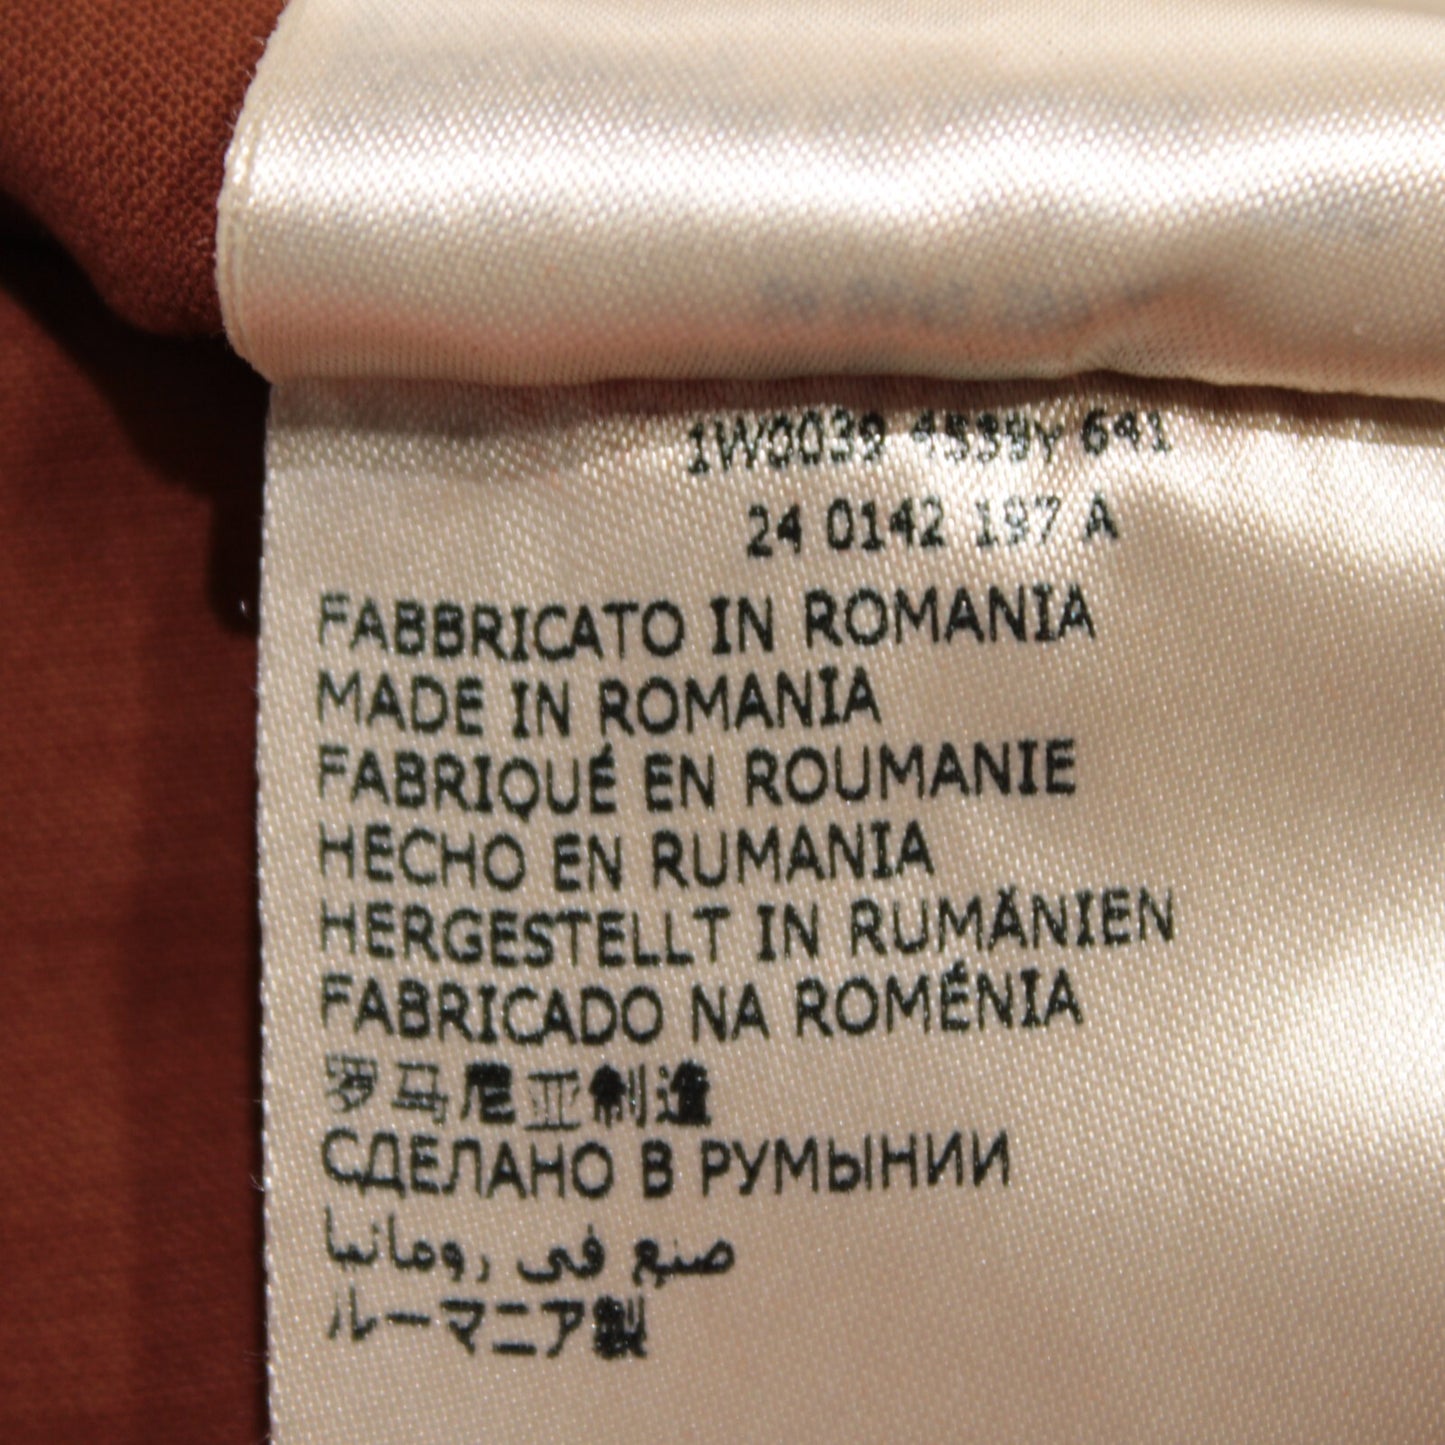 1W0039 4539y 641
24 0142 197 A
FABBRICATO IN ROMANIA
MADE IN ROMANIA
FABRIQUÉ EN ROUMANIE
HECHO EN RUMANIA
HERGESTELLT IN RUMÄNIEN
FABRICADO NA ROMÉNIA
罗马尼亚制造
СДЕЛАНО В РУМЫНИИ
صنع في رومانيا
ルーマニア製